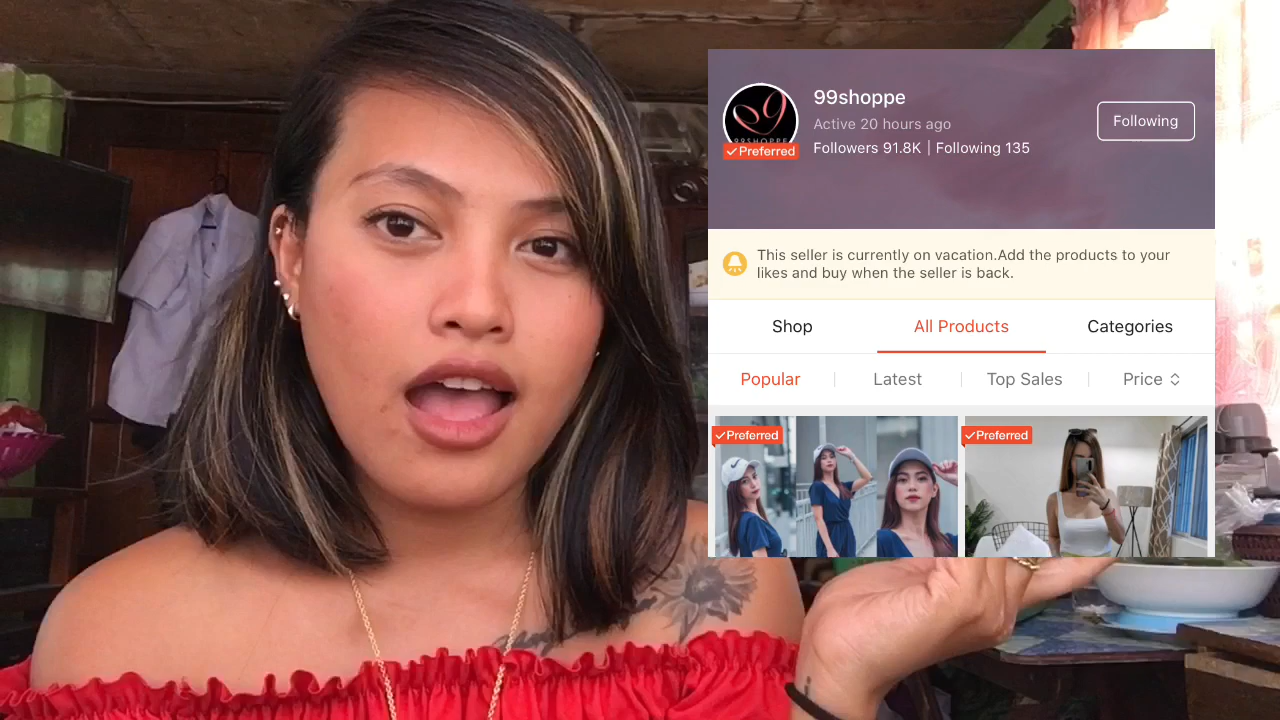 99shoppe
Active 20 hours ago
Followers 91.8K | Following 135
Following
99SHOPPE
Preferred
This seller is currently on vacation.Add the products to your
likes and buy when the seller is back.
Shop
All Products
Categories
Popular
Latest
Top Sales
Price
Preferred
Preferred